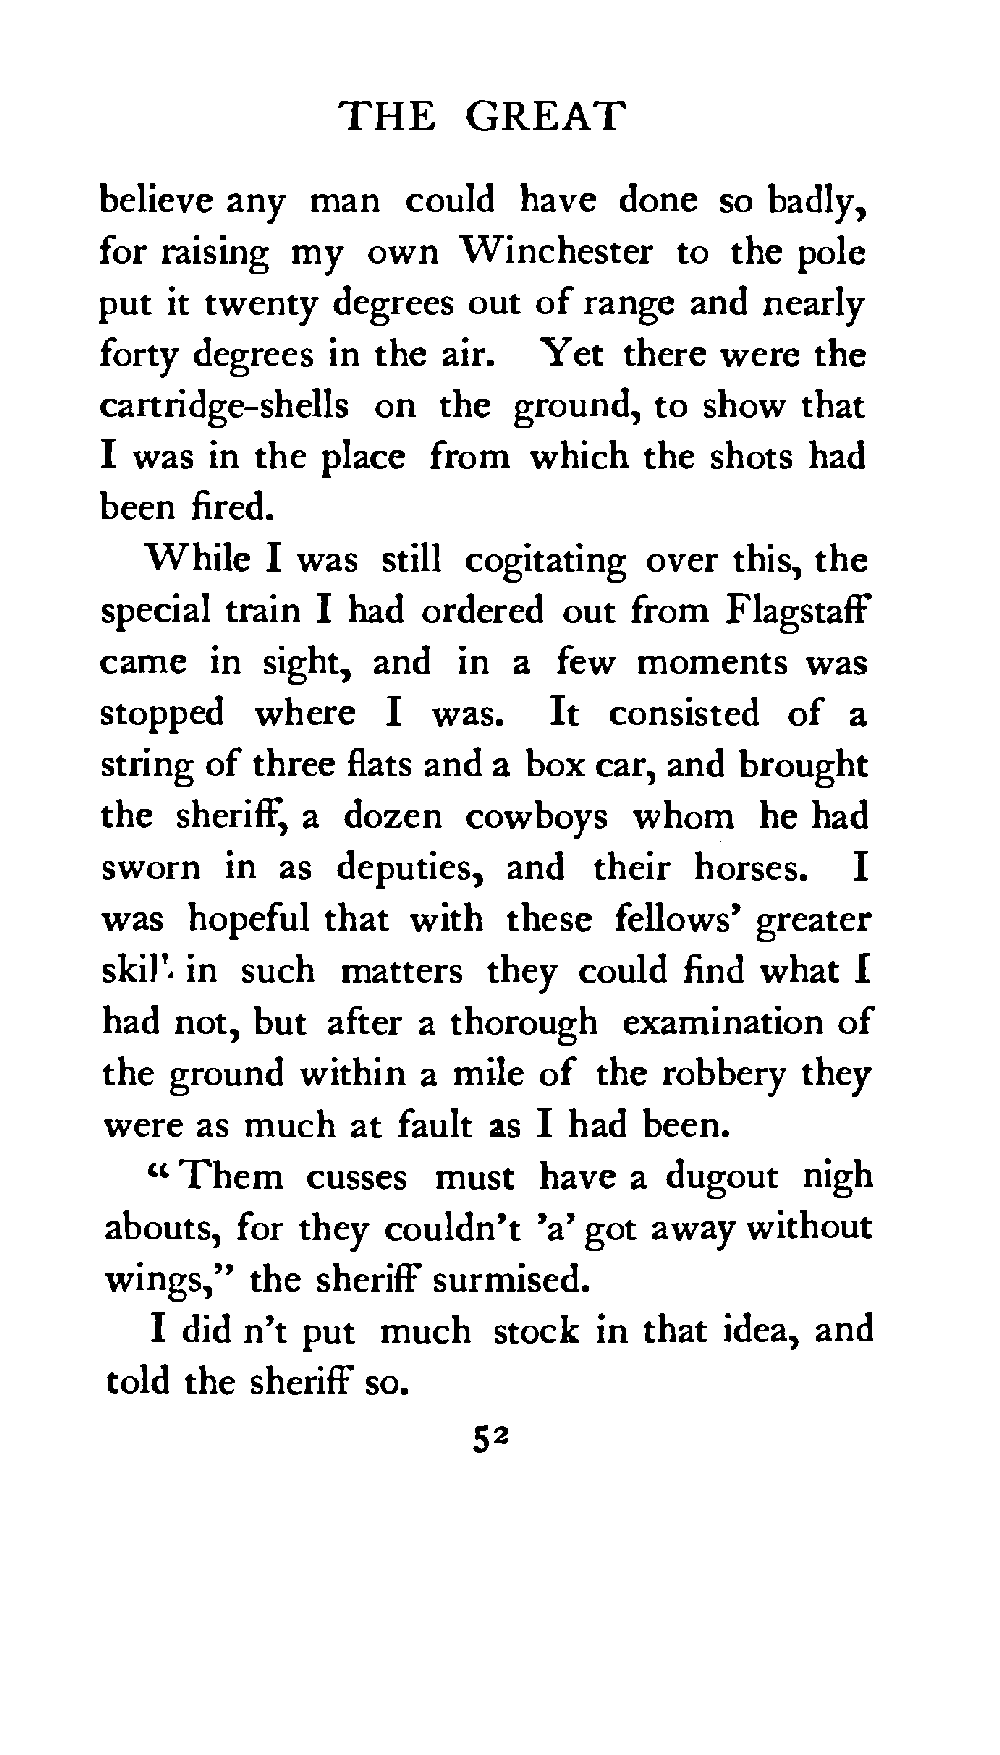 THE GREAT
believe any man could have done so badly,
for raising my own Winchester to the pole
put it twenty degrees out of range and nearly
forty degrees in the air. Yet there were the
cartridge-shells on the ground, to show that
I was in the place from which the shots had
been fired.
While I was still cogitating over this, the
special train I had ordered out from Flagstaff
came in sight, and in a few moments was
stopped where I was. It consisted of a
string of three flats and a box car, and brought
the sheriff, a dozen cowboys whom he had
sworn in as deputies, and their horses. I
was hopeful that with these fellows' greater
skill in such matters they could find what I
had not, but after a thorough examination of
the ground within a mile of the robbery they
were as much at fault as I had been.
"Them cusses must have a dugout nigh
abouts, for they couldn't 'a' got away without
wings," the sheriff surmised.
I did n't put much stock in that idea, and
told the sheriff so.
52